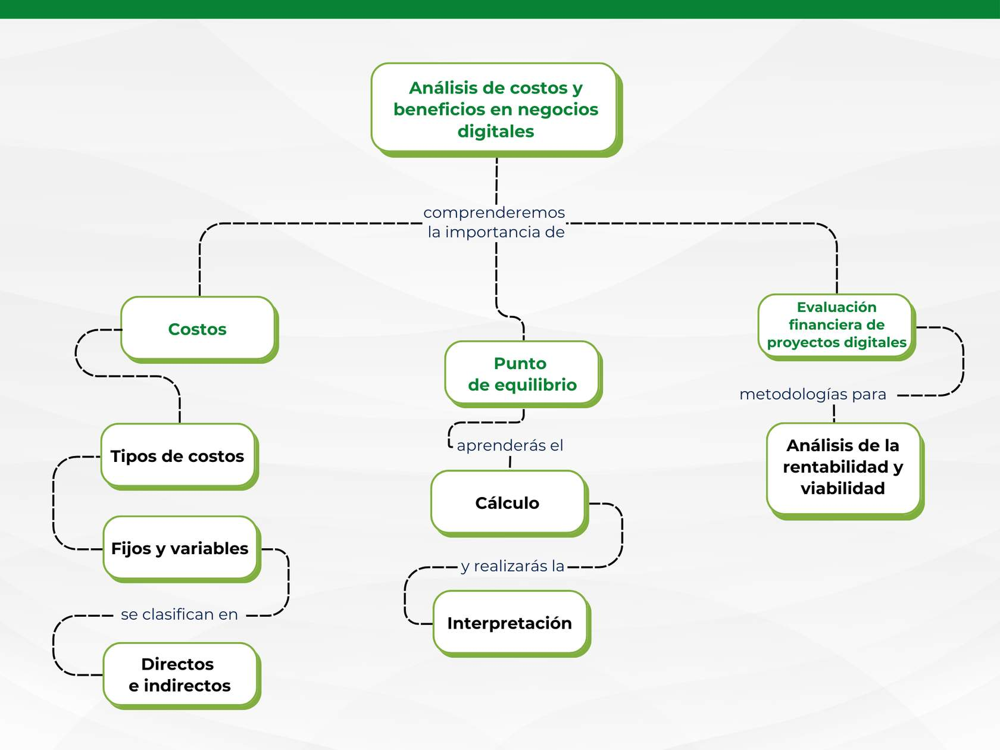 Análisis de costos y
beneficios en negocios
digitales
comprenderemos
la importancia de
Costos
Tipos de costos
Fijos y variables
se clasifican en
Directos
e indirectos
Punto
de equilibrio
aprenderás el
Cálculo
y realizarás la
Interpretación
Evaluación
financiera de
proyectos digitales
metodologías para
Análisis de la
rentabilidad y
viabilidad